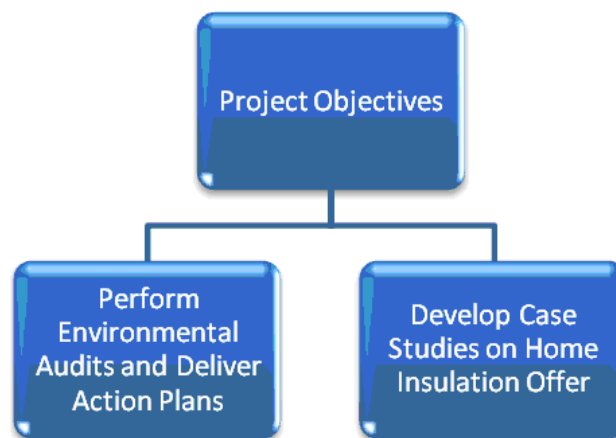 Project Objectives
Perform
Environmental
Audits and Deliver
Action Plans
Develop Case
Studies on Home
Insulation Offer